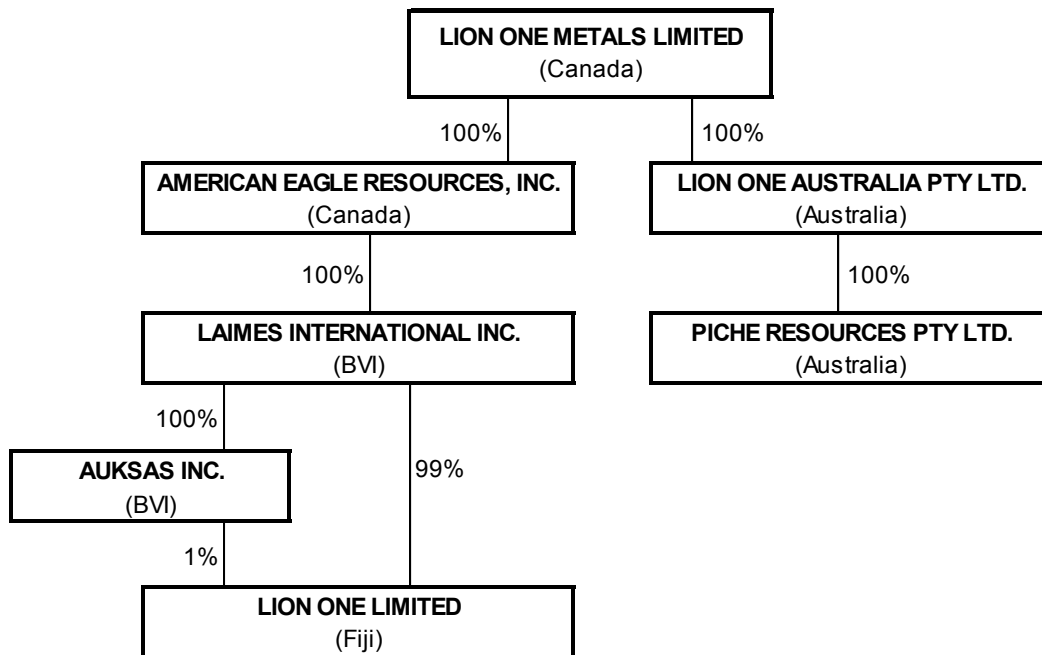 LION ONE METALS LIMITED
(Canada)
100%
100%
AMERICAN EAGLE RESOURCES, INC.
(Canada)
LION ONE AUSTRALIA PTY LTD.
(Australia)
100%
100%
LAIMES INTERNATIONAL INC.
(BVI)
PICHE RESOURCES PTY LTD.
(Australia)
100%
99%
AUKSAS INC.
(BVI)
1%
LION ONE LIMITED
(Fiji)